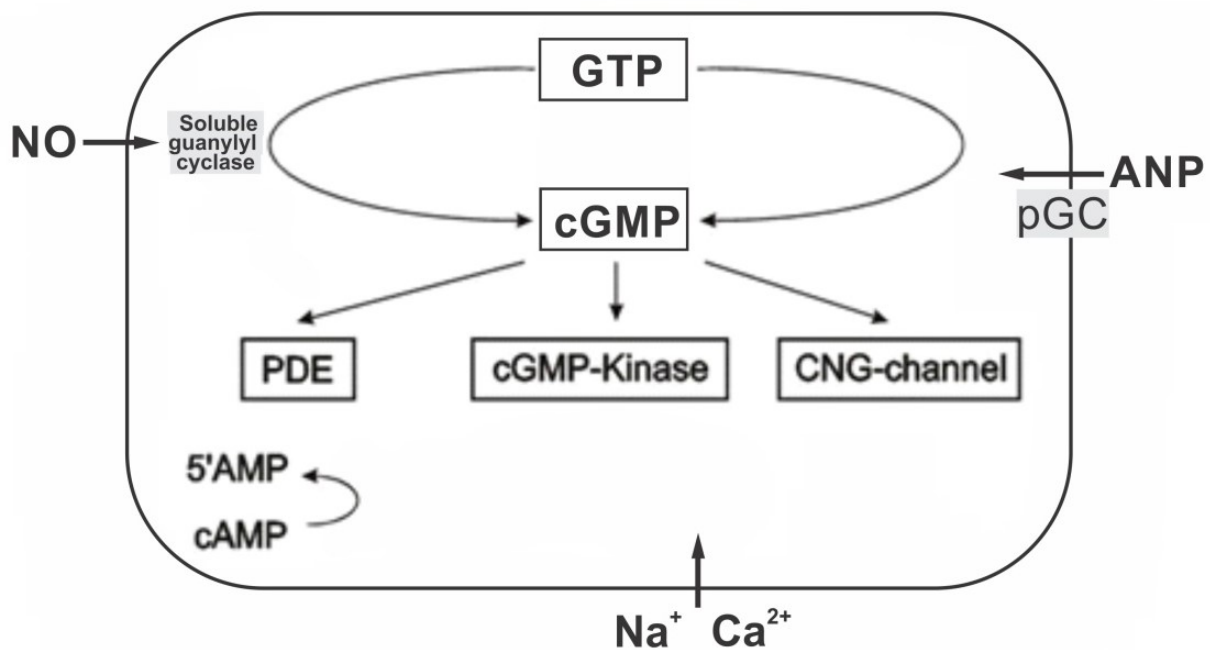 GTP
NO
Soluble
guanylyl
cyclase
ANP
pGC
cGMP
PDE
cGMP-Kinase
CNG-channel
5'AMP
cAMP
Na⁺ Ca²⁺